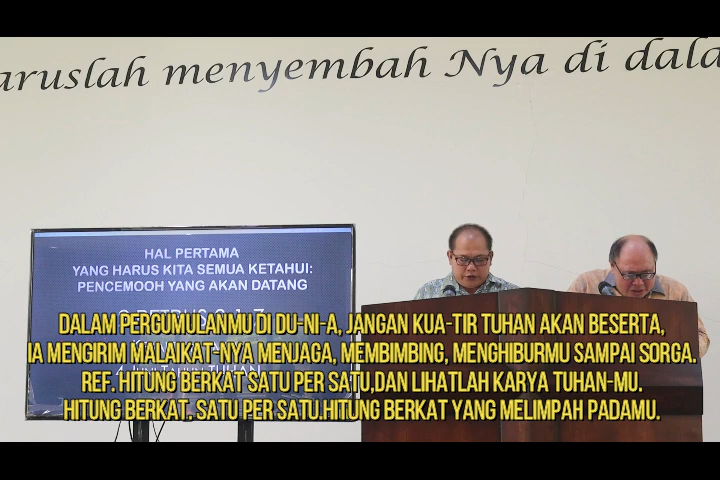 aruslah menyembah Nya di dala
HAL PERTAMA
YANG HARUS KITA SEMUA KETAHUI:
PENCEMOOH YANG AKAN DATANG
DALAM PERGUMULANMU DI DU-NI-A, JANGAN KUA-TIR TUHAN AKAN BESERTA,
IA MENGIRIM MALAIKAT-NYA MENJAGA, MEMBIMBING, MENGHIBURMU SAMPAI SORGA.
REF. HITUNG BERKAT SATU PER SATU,DAN LIHATLAH KARYA TUHAN-MU.
HITUNG BERKAT. SATU PER SATU.HITUNG BERKAT YANG MELIMPAH PADAMU.